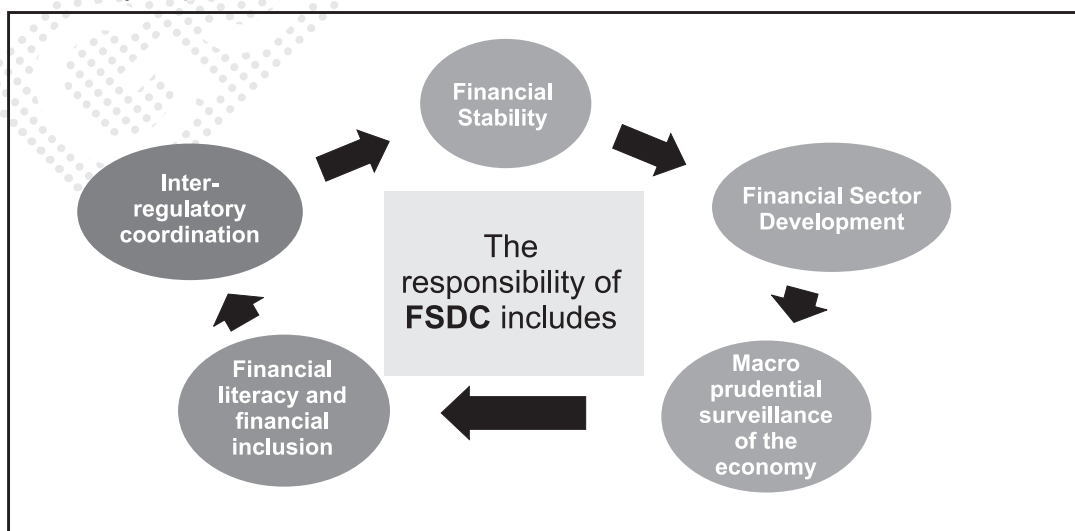 Financial
Stability
Financial Sector
Development
Macro
prudential
surveillance
of the
economy
Financial
literacy and
financial
inclusion
Inter-
regulatory
coordination
The
responsibility of
FSDC includes